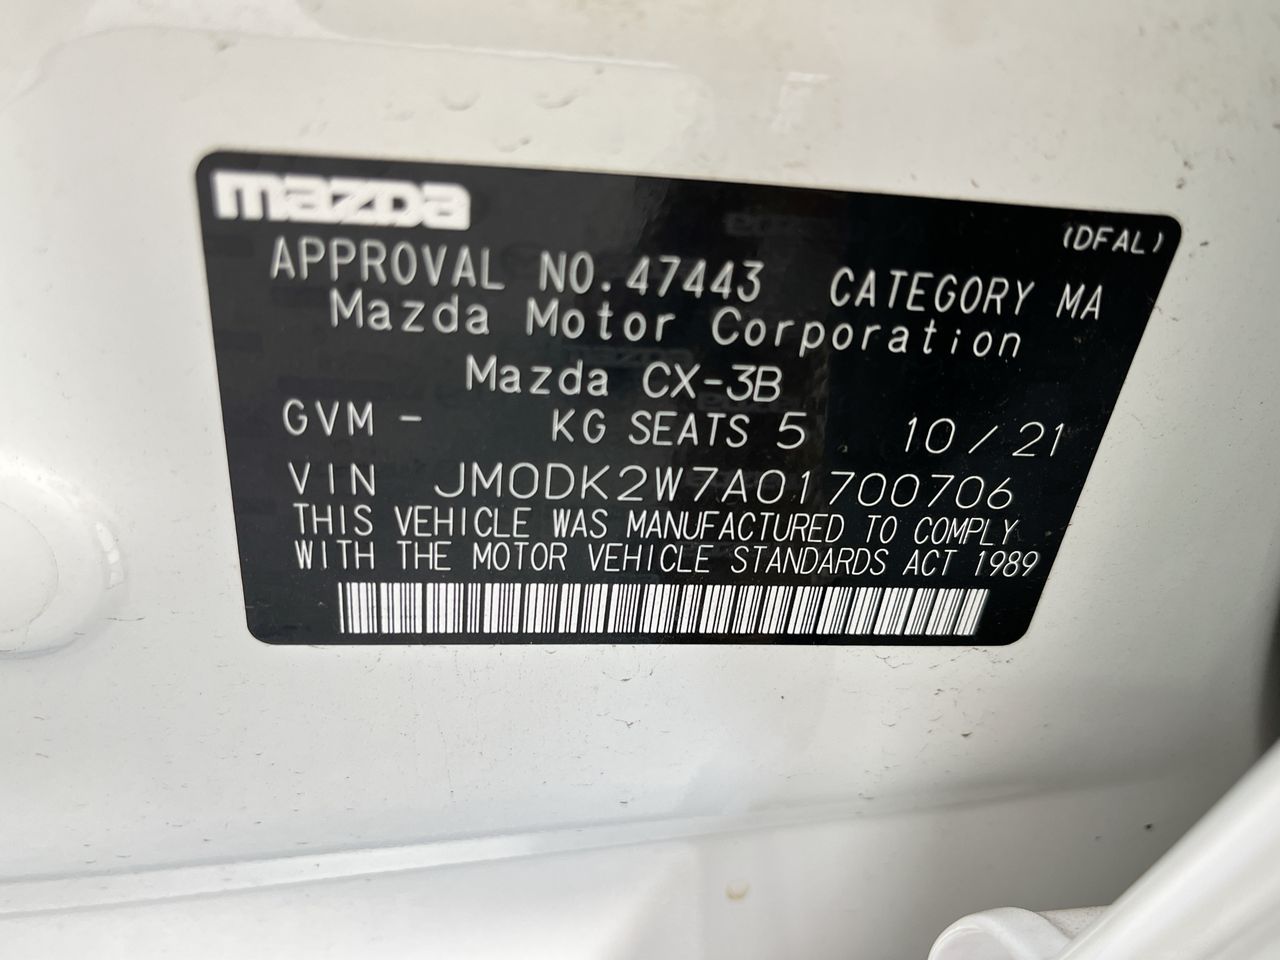 mazda
(DFAL)
APPROVAL NO. 47443 CATEGORY MA
Mazda Motor Corporation
Mazda CX-3B
GVM - KG SEATS 5 10/21
VIN JM0DK2W7A01700706
THIS VEHICLE WAS MANUFACTURED TO COMPLY
WITH THE MOTOR VEHICLE STANDARDS ACT 1989